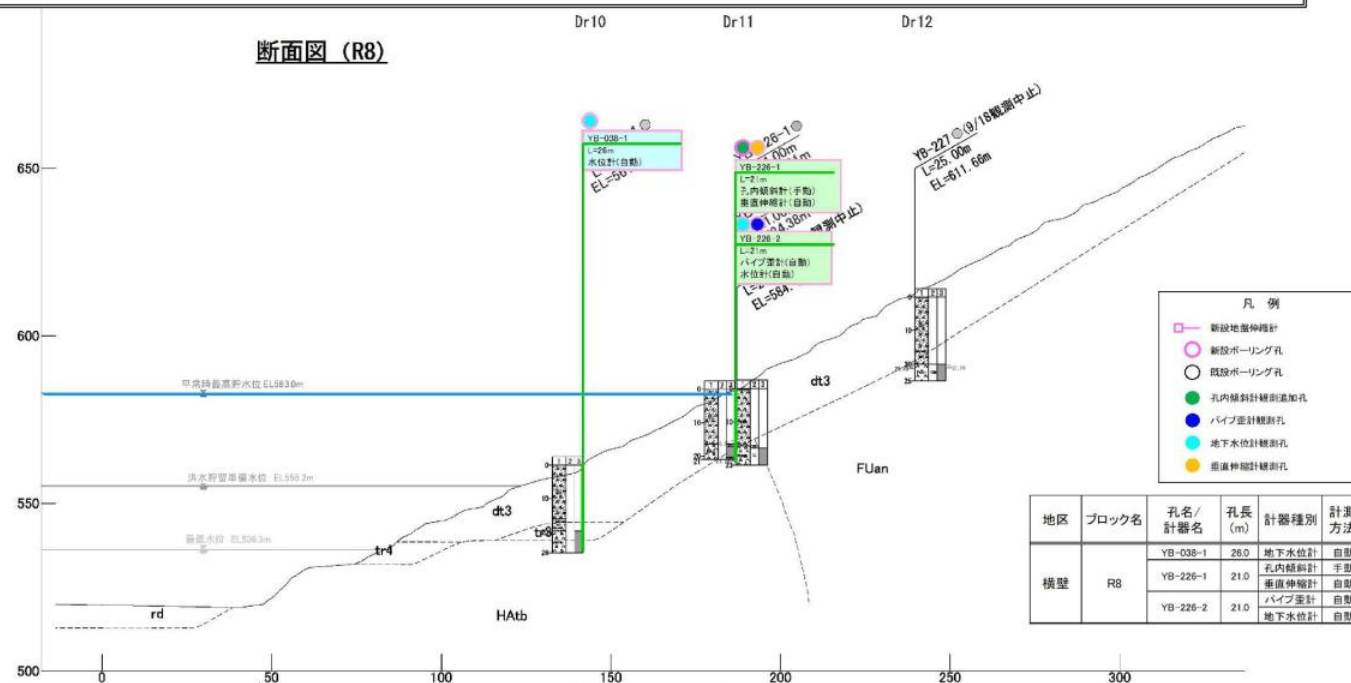 Dr10 Dr11 Dr12
断面図 (R8)
YB-038-1
L=26m
水位計(自動)
26-1
YB-226-1
L=21m
孔内傾斜計(手動)
垂直伸縮計(自動)
YB-226-2
L=21m
パイプ歪計(自動)
水位計(自動)
YB-227 (9/18観測中止)
L=25.00m
EL=611.66m
650
600
550
500
平常時最高貯水位 EL583.0m
洪水貯留準備水位 EL555.2m
最低水位 EL536.3m
dt3
dt3
tr4
rd
HAtb
FUan
0 50 100 150 200 250 300
凡 例
新設地盤伸縮計
新設ボーリング孔
既設ボーリング孔
孔内傾斜計観測追加孔
パイプ歪計観測孔
地下水位計観測孔
垂直伸縮計観測孔
地区 ブロック名 孔名/計器名 孔長(m) 計器種別 計測方法
横壁 R8 YB-038-1 26.0 地下水位計 自動
YB-226-1 21.0 孔内傾斜計 手動
垂直伸縮計 自動
YB-226-2 21.0 パイプ歪計 自動
地下水位計 自動